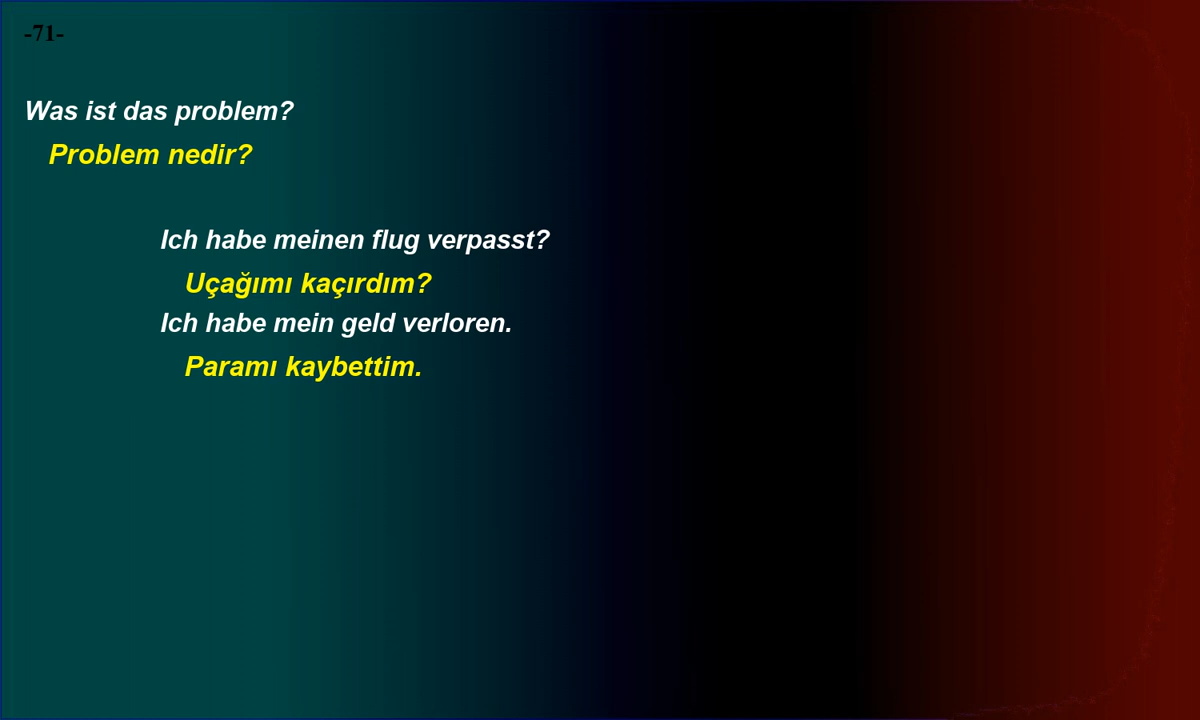 -71-
Was ist das problem?
Problem nedir?
Ich habe meinen flug verpasst?
Uçağımı kaçırdım?
Ich habe mein geld verloren.
Paramı kaybettim.